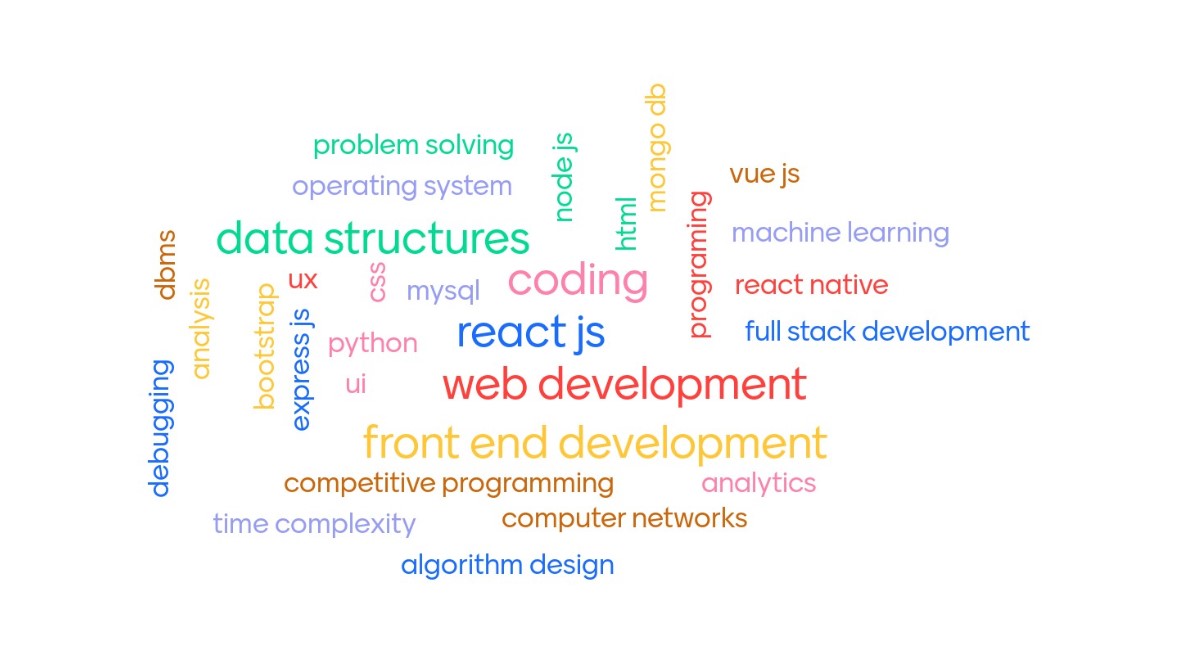 mongo db
problem solving
node js
vue js
operating system
html
programing
machine learning
data structures
dbms
ux
css
mysql
coding
react native
analysis
bootstrap
express js
python
react js
full stack development
ui
web development
debugging
front end development
competitive programming
analytics
time complexity
computer networks
algorithm design